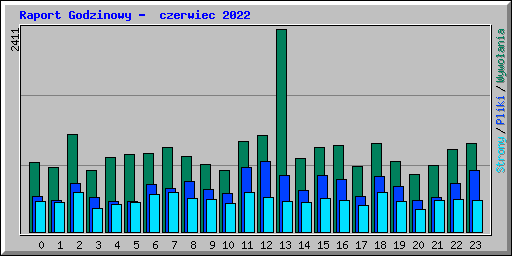 Raport Godzinowy - czerwiec 2022
2411
Strony / Pliki / Wywołania
0 1 2 3 4 5 6 7 8 9 10 11 12 13 14 15 16 17 18 19 20 21 22 23